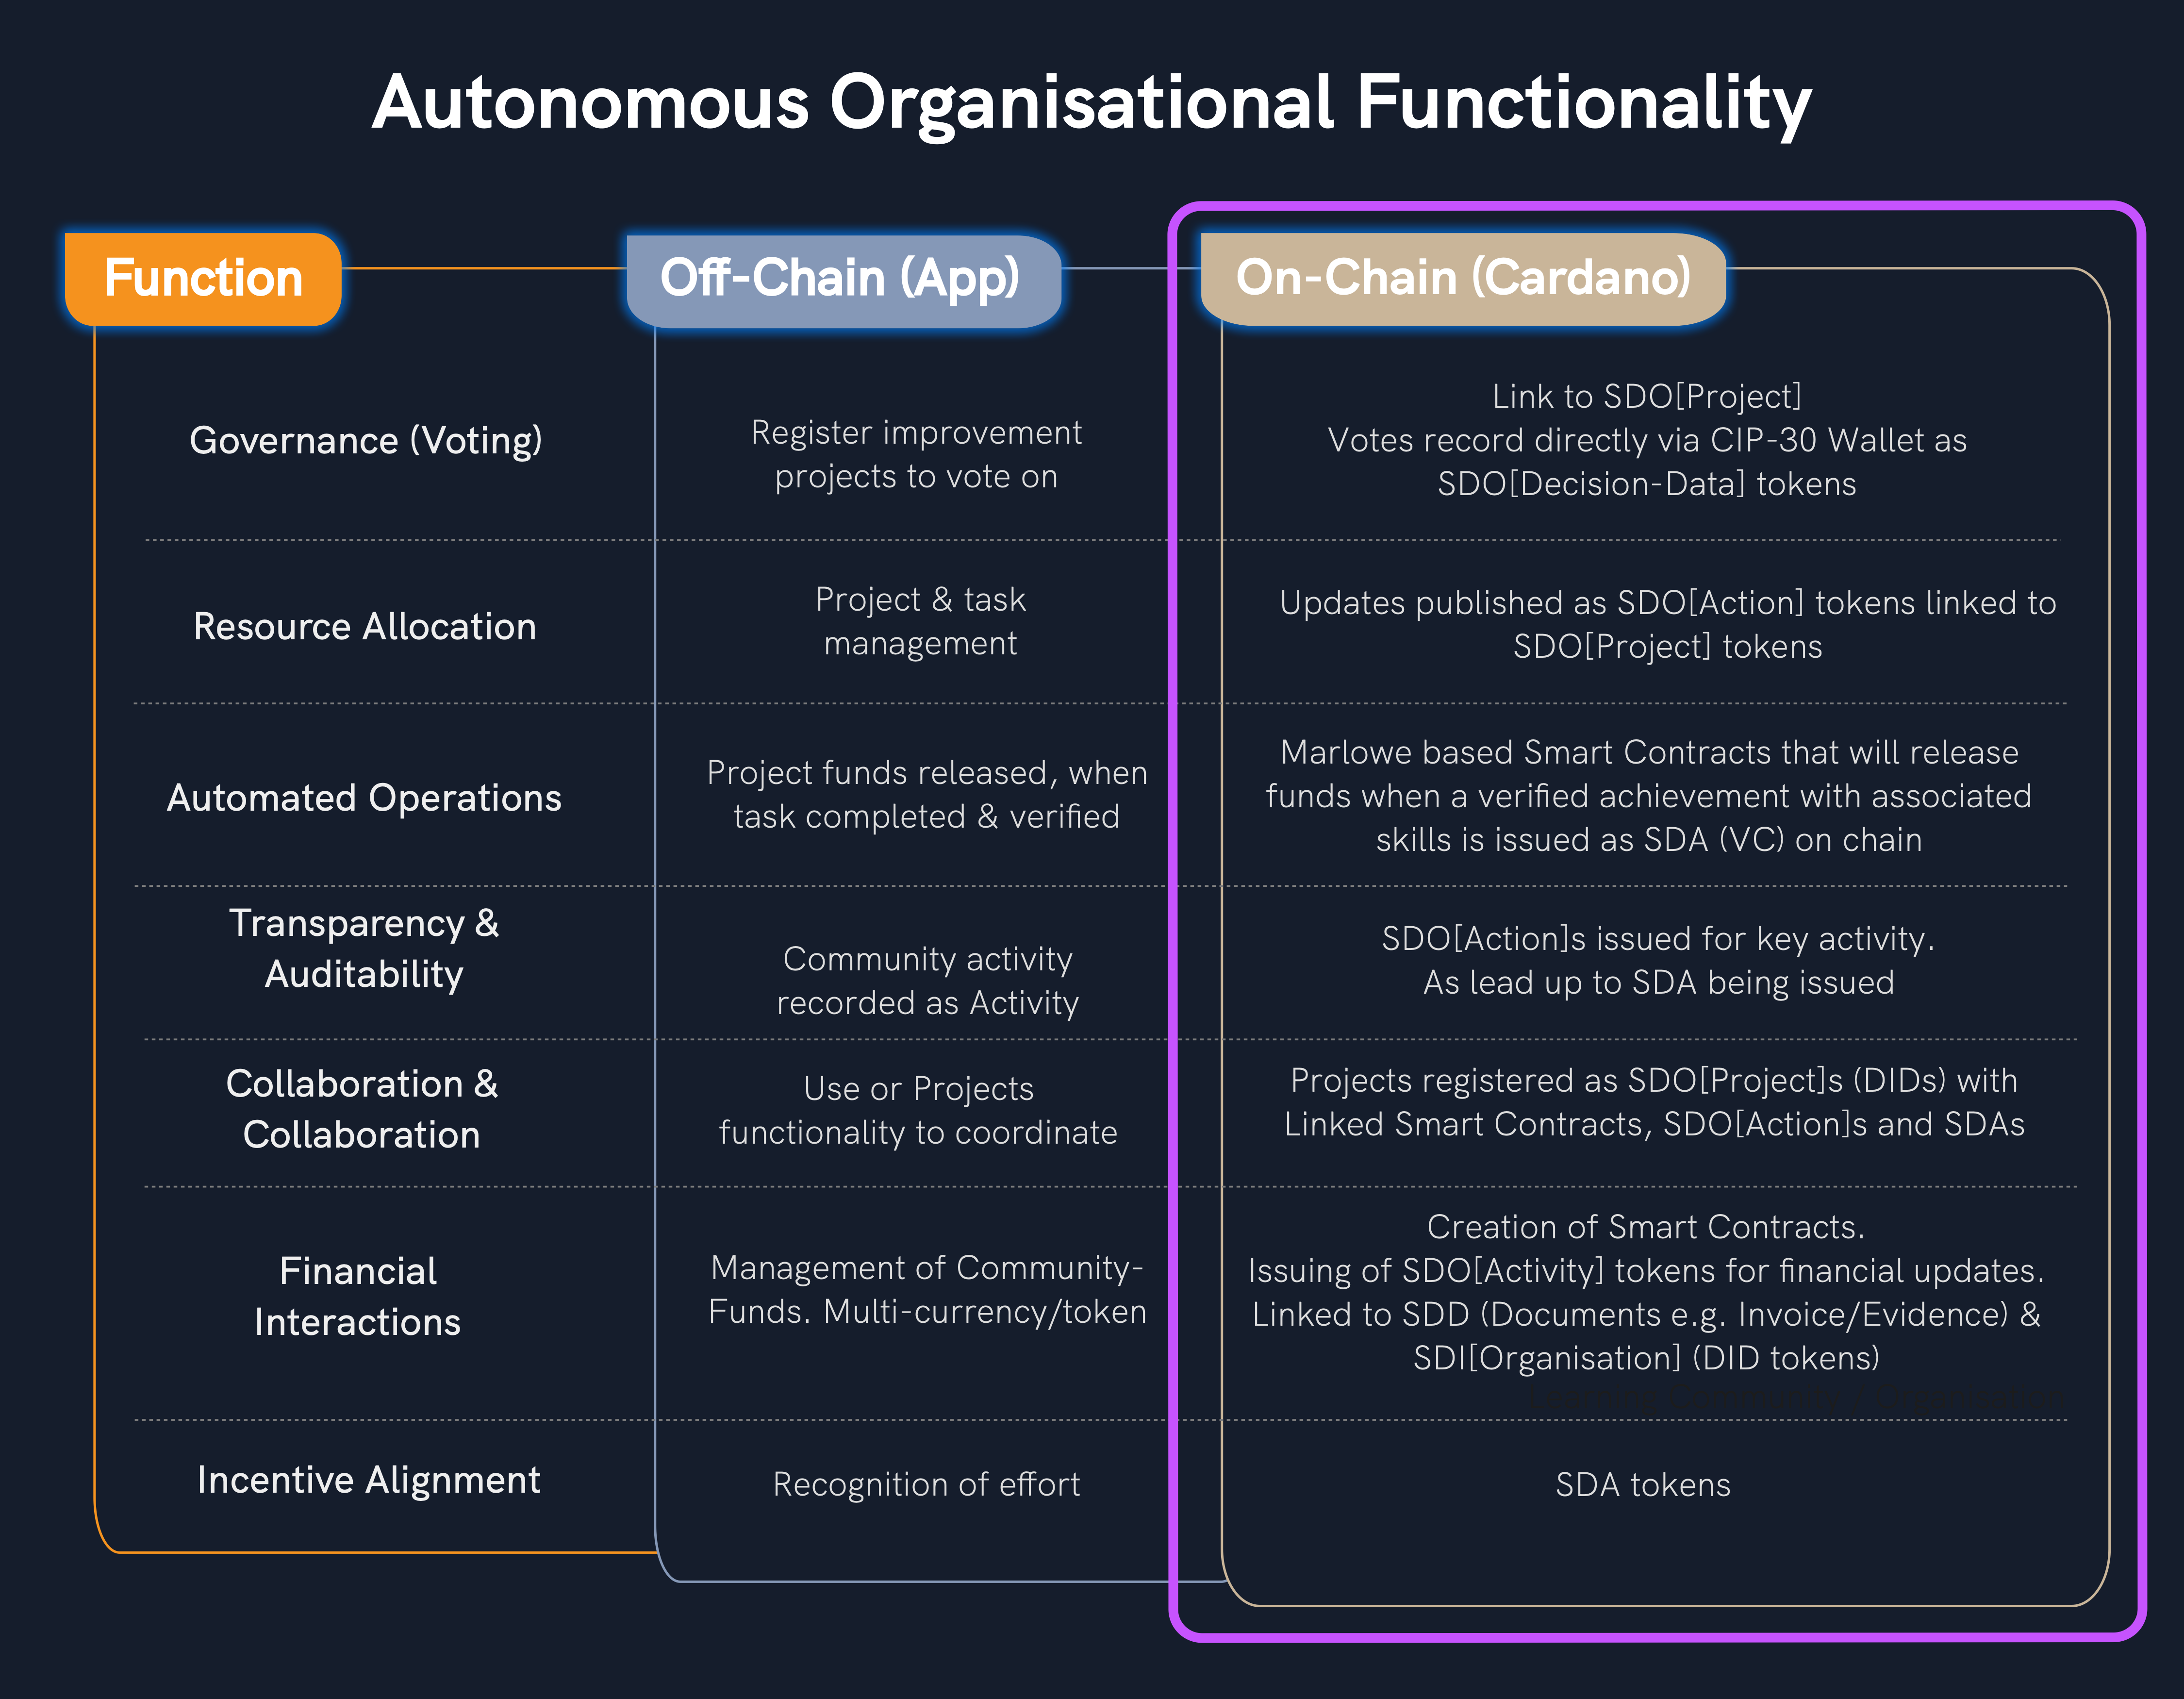 Autonomous Organisational Functionality
Function
Off-Chain (App)
On-Chain (Cardano)
Governance (Voting)
Register improvement
projects to vote on
Link to SDO[Project]
Votes record directly via CIP-30 Wallet as
SDO[Decision-Data] tokens
Resource Allocation
Project & task
management
Updates published as SDO[Action] tokens linked to
SDO[Project] tokens
Automated Operations
Project funds released, when
task completed & verified
Marlowe based Smart Contracts that will release
funds when a verified achievement with associated
skills is issued as SDA (VC) on chain
Transparency &
Auditability
Community activity
recorded as Activity
SDO[Action]s issued for key activity.
As lead up to SDA being issued
Collaboration &
Collaboration
Use or Projects
functionality to coordinate
Projects registered as SDO[Project]s (DIDs) with
Linked Smart Contracts, SDO[Action]s and SDAs
Financial
Interactions
Management of Community-
Funds. Multi-currency/token
Creation of Smart Contracts.
Issuing of SDO[Activity] tokens for financial updates.
Linked to SDD (Documents e.g. Invoice/Evidence) &
SDI[Organisation] (DID tokens)
Incentive Alignment
Recognition of effort
SDA tokens